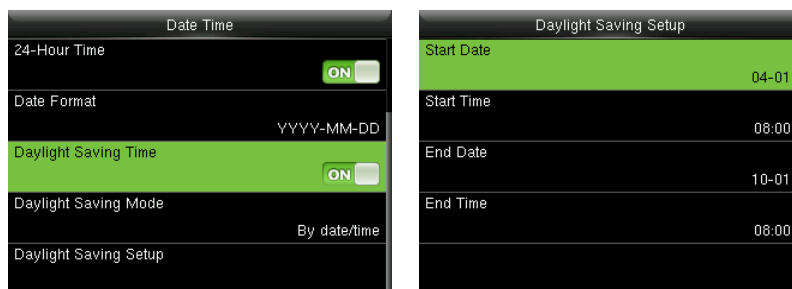 Date Time
24-Hour Time
ON
Date Format
YYYY-MM-DD
Daylight Saving Time
ON
Daylight Saving Mode
By date/time
Daylight Saving Setup
Daylight Saving Setup
Start Date
04-01
Start Time
08:00
End Date
10-01
End Time
08:00